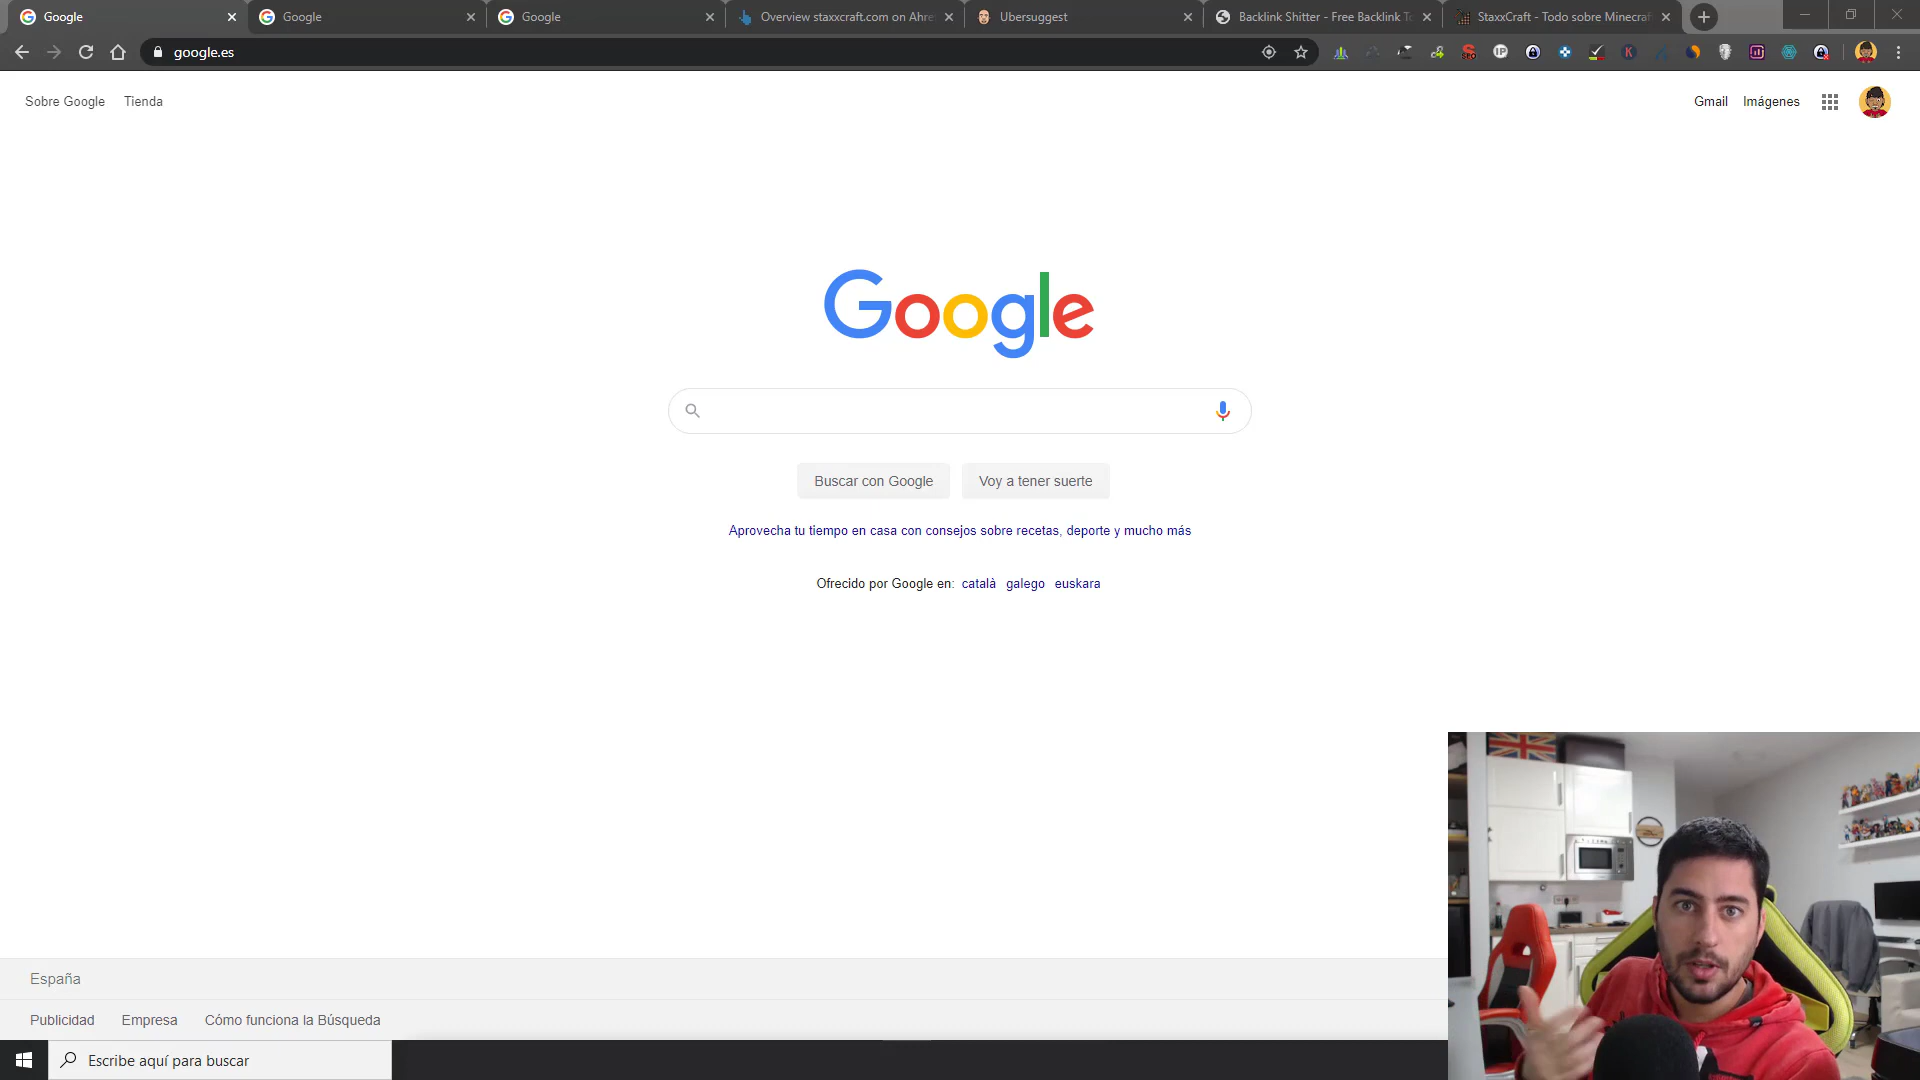 Google
Google
Google
Overview staxxcraft.com on Ahre
Ubersuggest
Backlink Shitter - Free Backlink To
StaxxCraft - Todo sobre Minecraf
google.es
Sobre Google
Tienda
Gmail
Imágenes
Google
Buscar con Google
Voy a tener suerte
Aprovecha tu tiempo en casa con consejos sobre recetas, deporte y mucho más
Ofrecido por Google en: català galego euskara
España
Publicidad
Empresa
Cómo funciona la Búsqueda
Escribe aquí para buscar